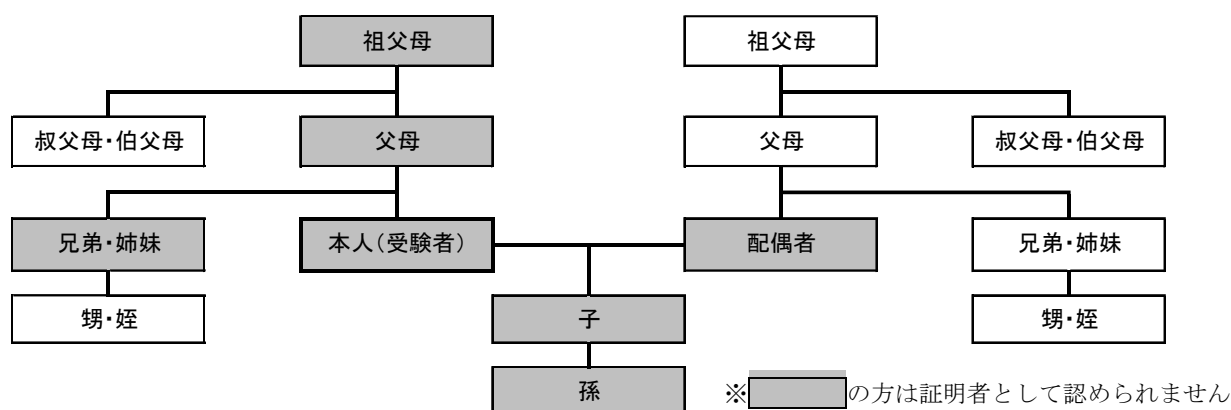 祖父母
祖父母
叔父母・伯父母
父母
父母
叔父母・伯父母
兄弟・姉妹
本人(受験者)
配偶者
兄弟・姉妹
甥・姪
子
甥・姪
孫
※の方は証明者として認められません